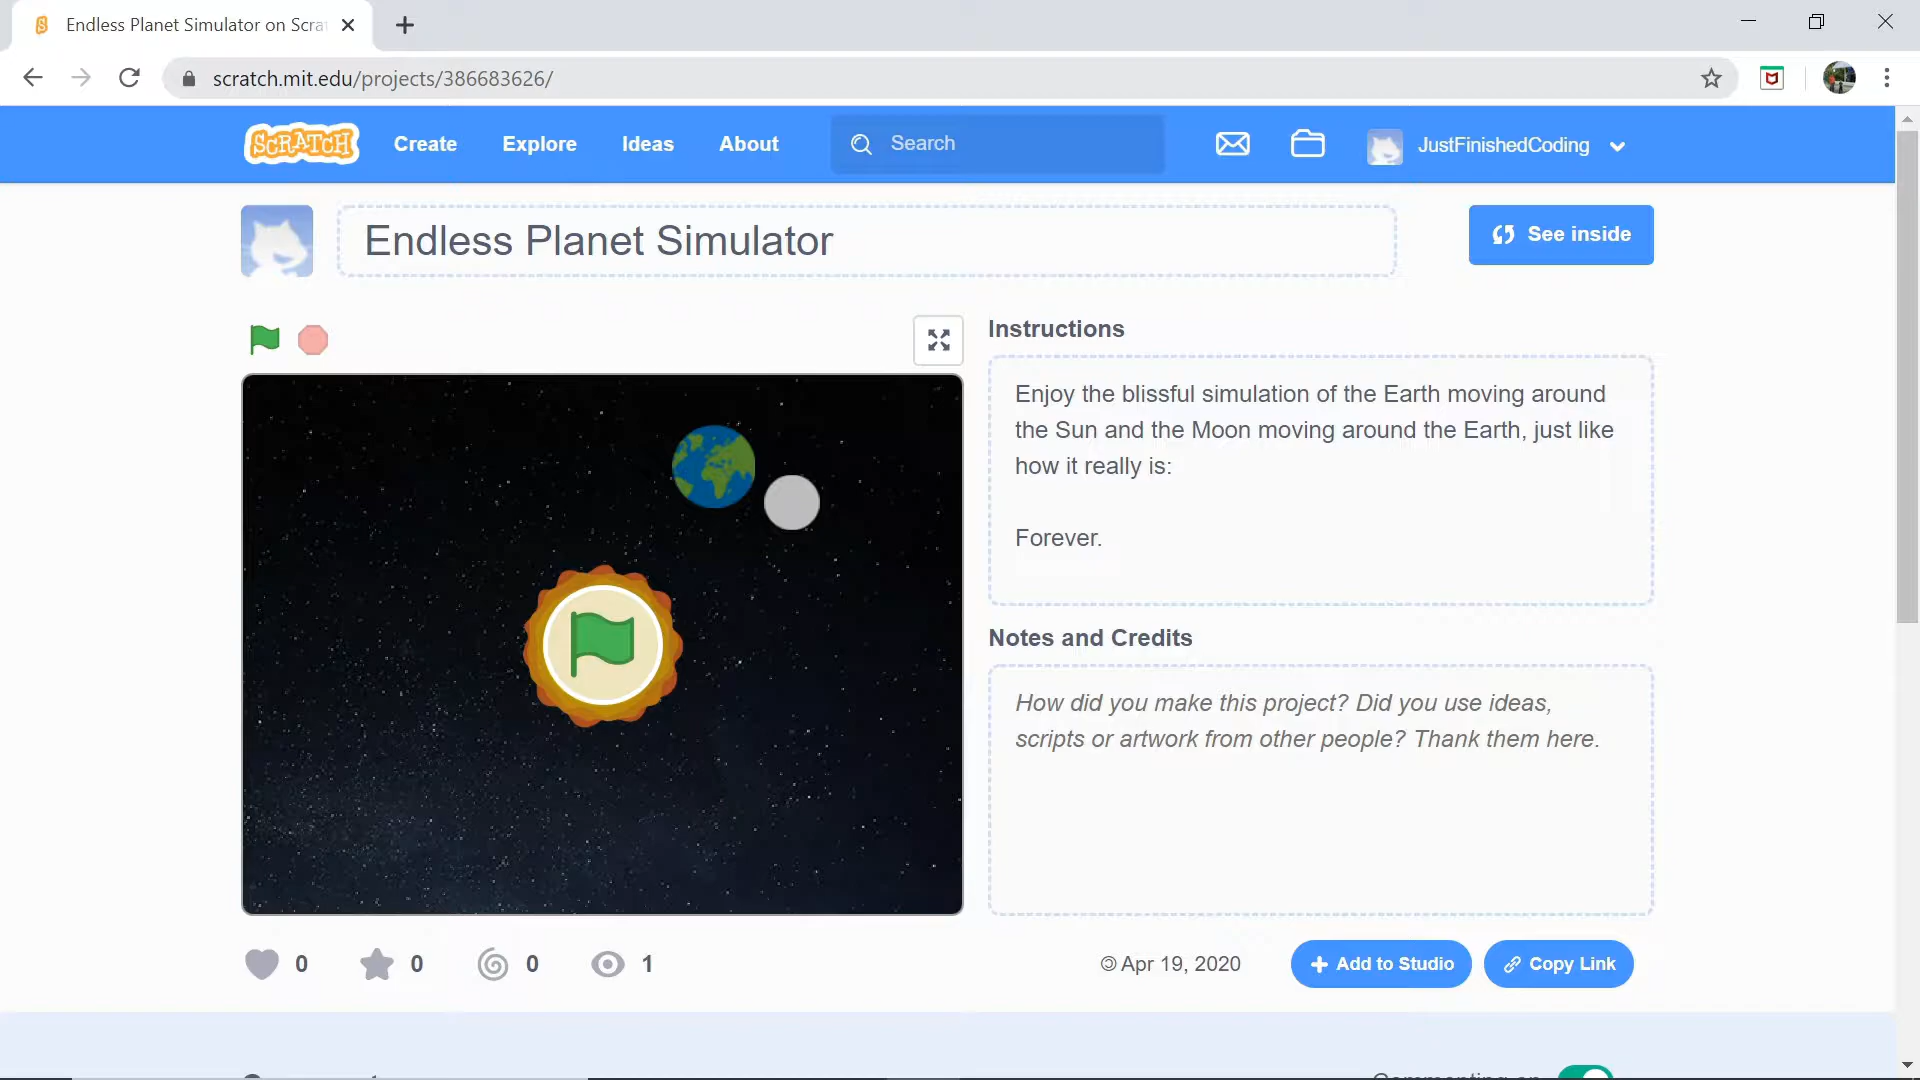 Endless Planet Simulator on Scra
scratch.mit.edu/projects/386683626/
SCRATCH
Create
Explore
Ideas
About
Search
JustFinishedCoding
Endless Planet Simulator
See inside
Instructions
Enjoy the blissful simulation of the Earth moving around
the Sun and the Moon moving around the Earth, just like
how it really is:
Forever.
Notes and Credits
How did you make this project? Did you use ideas,
scripts or artwork from other people? Thank them here.
0
0
0
1
Apr 19, 2020
Add to Studio
Copy Link